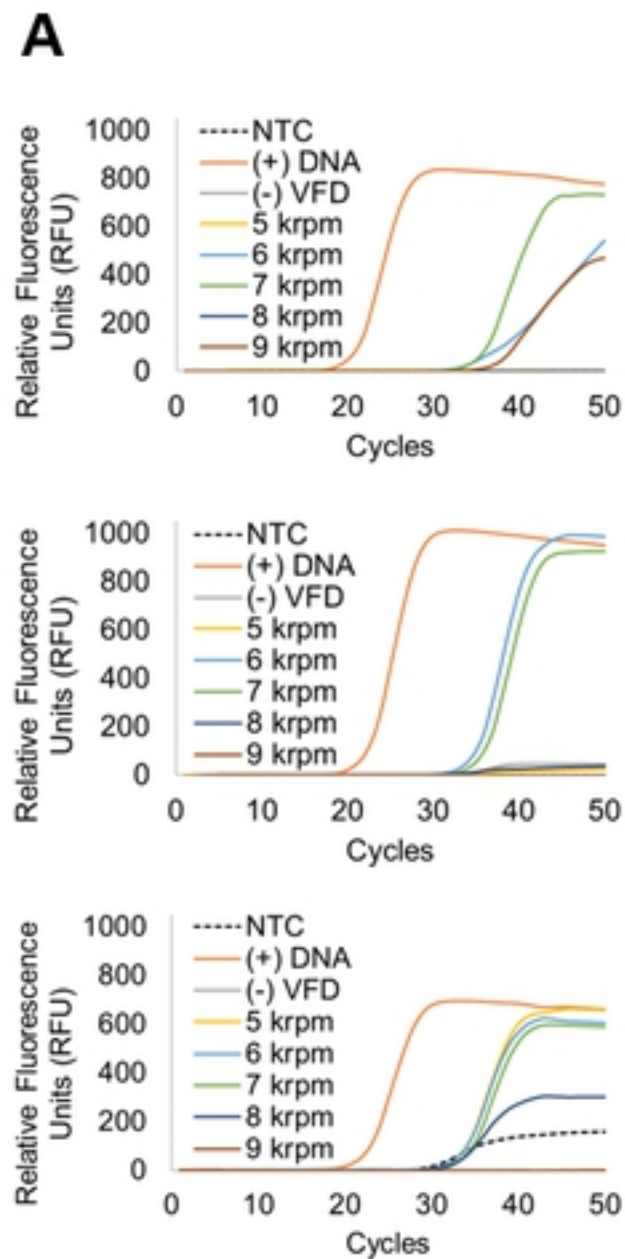 A
Relative Fluorescence
Units (RFU)
1000
800
600
400
200
0
NTC
(+) DNA
(-) VFD
5 krpm
6 krpm
7 krpm
8 krpm
9 krpm
0 10 20 30 40 50
Cycles
Relative Fluorescence
Units (RFU)
1000
800
600
400
200
0
NTC
(+) DNA
(-) VFD
5 krpm
6 krpm
7 krpm
8 krpm
9 krpm
0 10 20 30 40 50
Cycles
Relative Fluorescence
Units (RFU)
1000
800
600
400
200
0
NTC
(+) DNA
(-) VFD
5 krpm
6 krpm
7 krpm
8 krpm
9 krpm
0 10 20 30 40 50
Cycles